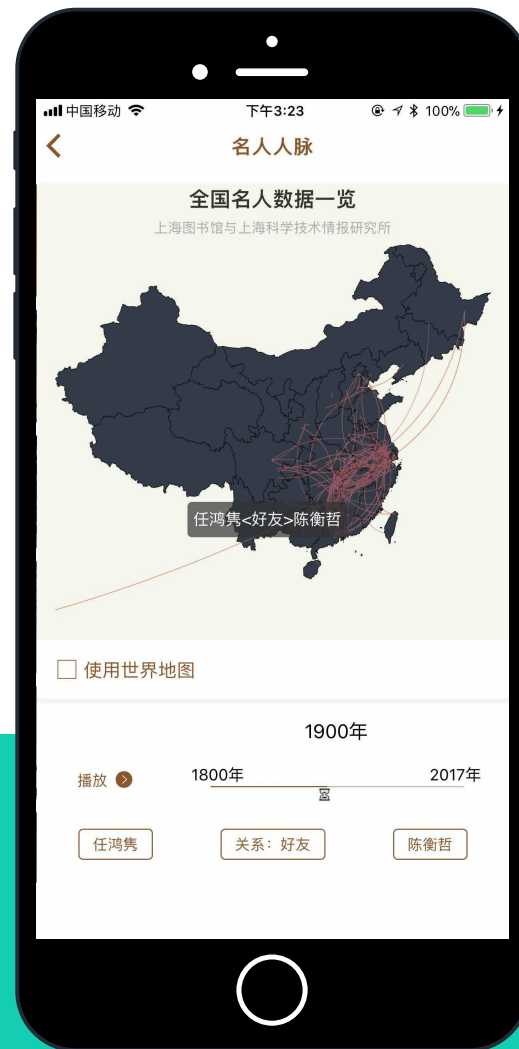 中国移动 下午3:23 100%
名人人脉
全国名人数据一览
上海图书馆与上海科学技术情报研究所
任鸿隽<好友>陈衡哲
使用世界地图
1900年
1800年 2017年
播放
任鸿隽 关系：好友 陈衡哲